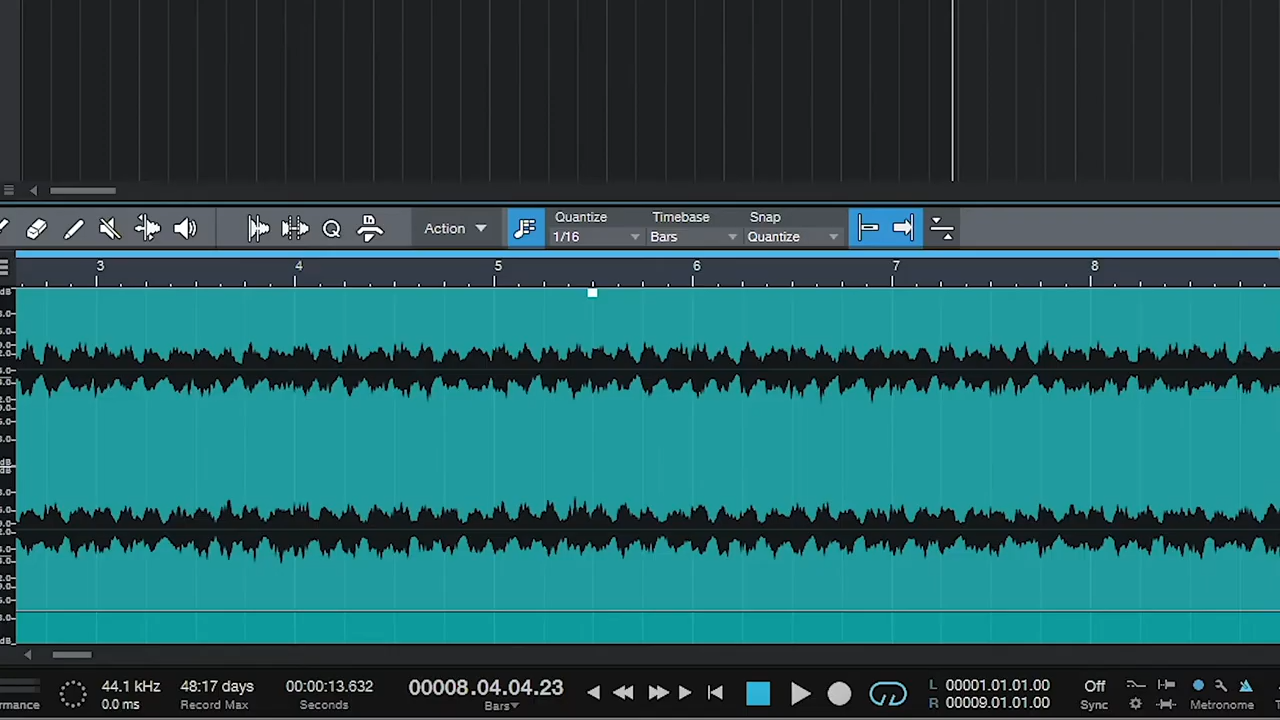 Quantize Timebase Snap
Action 1/16 Bars Quantize
3 4 5 6 7 8
44.1 kHz 48:17 days 00:00:13.632 00008.04.04.23 L 00001.01.01.00 Off
0.0 ms Record Max Seconds Bars R 00009.01.01.00 Sync Metronome